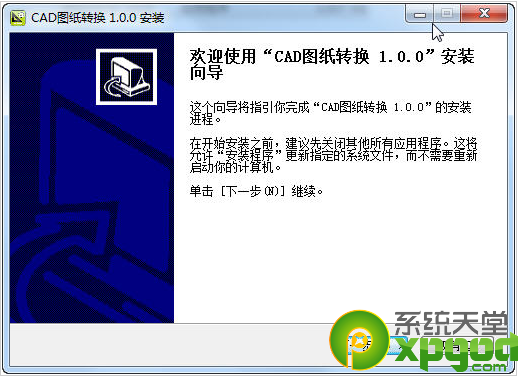 CAD图纸转换 1.0.0 安装
欢迎使用“CAD图纸转换 1.0.0”安装
向导
这个向导将指引你完成“CAD图纸转换 1.0.0”的安装
进程。
在开始安装之前，建议先关闭其他所有应用程序。这将
允许“安装程序”更新指定的系统文件，而不需要重新
启动你的计算机。
单击 [下一步(N)] 继续。
系统天堂
xpgod